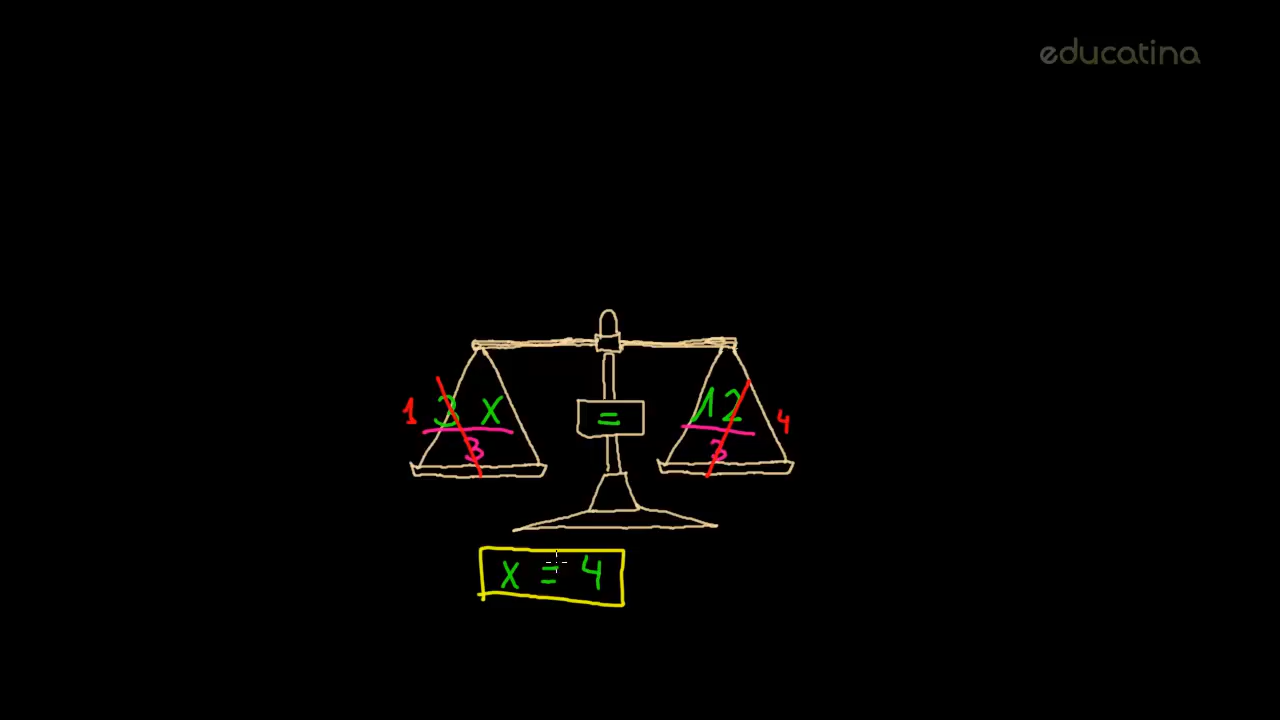 educatina
1 3 x = 12 4
3 3
x = 4